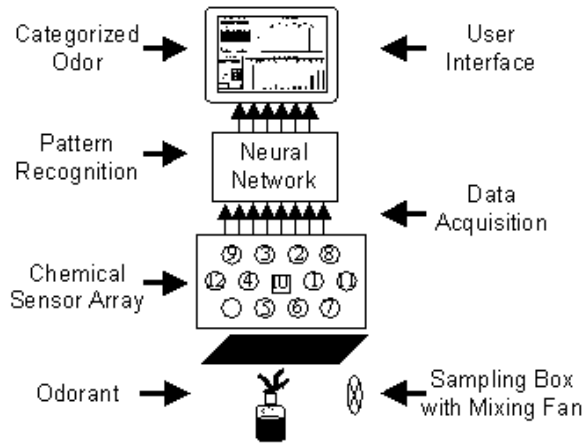 Categorized
Odor
User
Interface
Pattern
Recognition
Neural
Network
Data
Acquisition
Chemical
Sensor Array
9 3 2 8
12 4 10 1 11
5 6 7
Odorant
Sampling Box
with Mixing Fan